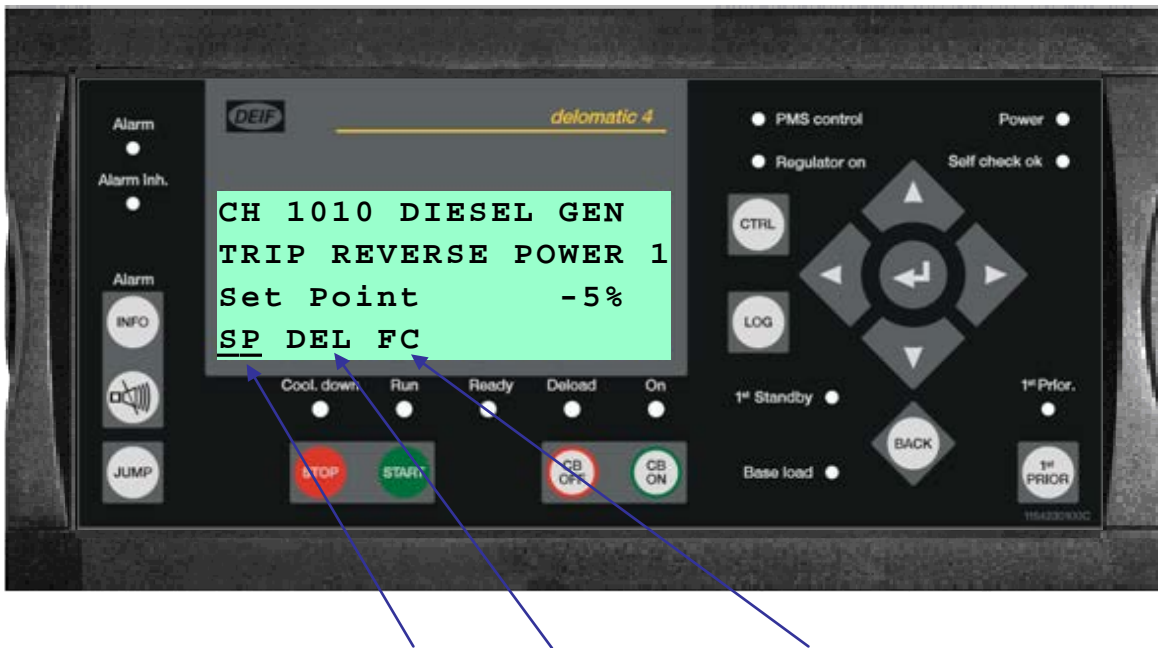 DEIF
delomatic 4
Alarm
Alarm Inh.
PMS control
Power
Regulator on
Self check ok
CH 1010 DIESEL GEN
TRIP REVERSE POWER 1
Set Point -5%
SP DEL FC
CTRL
LOG
Alarm
INFO
JUMP
Cool. down
Run
Ready
Deload
On
STOP
START
CB OFF
CB ON
1st Standby
Base load
BACK
1st Prior.
1st PRIOR